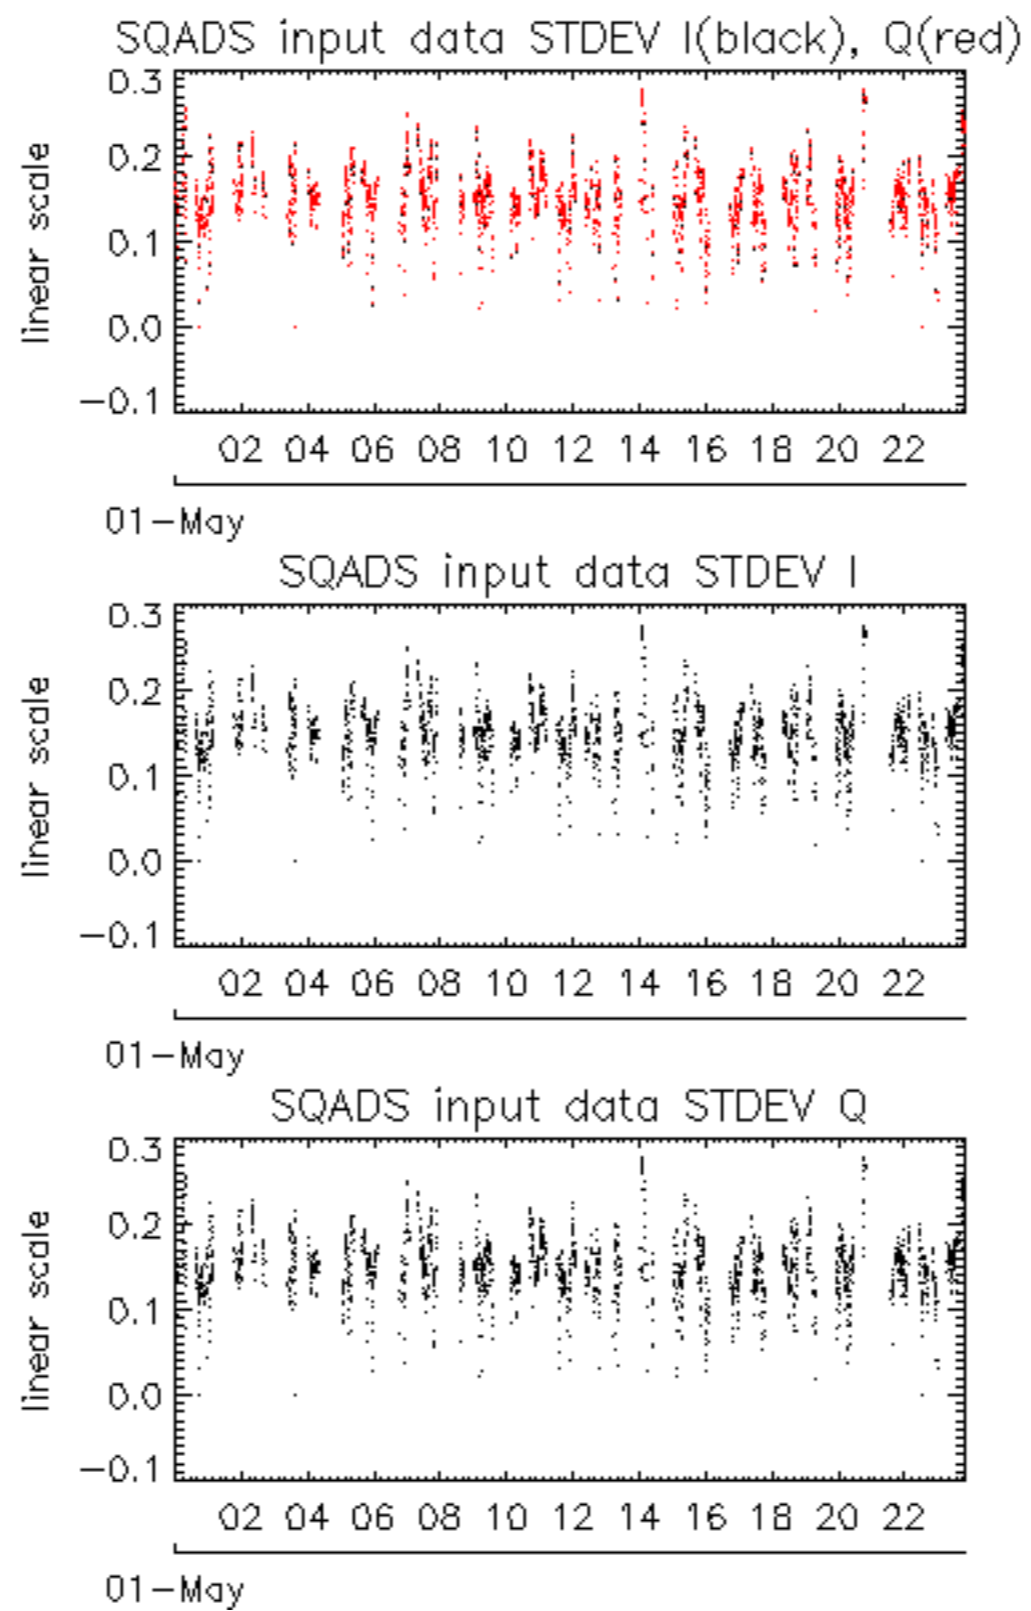 SQADS input data STDEV I(black), Q(red)
0.3
0.2
0.1
0.0
−0.1
linear scale
02 04 06 08 10 12 14 16 18 20 22
01−May
SQADS input data STDEV I
0.3
0.2
0.1
0.0
−0.1
linear scale
02 04 06 08 10 12 14 16 18 20 22
01−May
SQADS input data STDEV Q
0.3
0.2
0.1
0.0
−0.1
linear scale
02 04 06 08 10 12 14 16 18 20 22
01−May